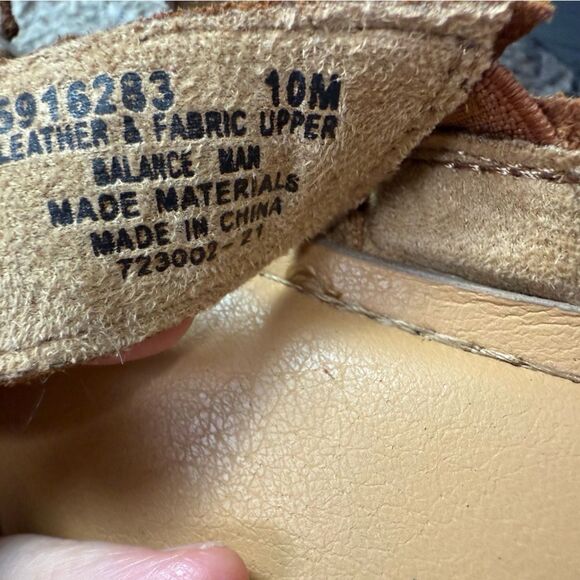 5916283 10M
LEATHER & FABRIC UPPER
BALANCE MAN
MADE MATERIALS
MADE IN CHINA
T23002-21